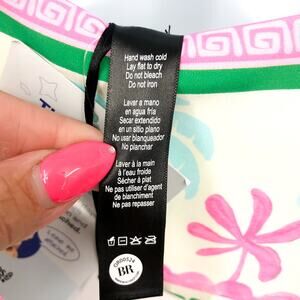 Hand wash cold
Lay flat to dry
Do not bleach
Do not iron
Lavar a mano
en agua fría
Secar extendido
en un sitio plano
No usar blanqueador
No planchar
Laver à la main
à l'eau froide
Sécher à plat
Ne pas utiliser d'agent
de blanchiment
Ne pas repasser
OR00524
BR